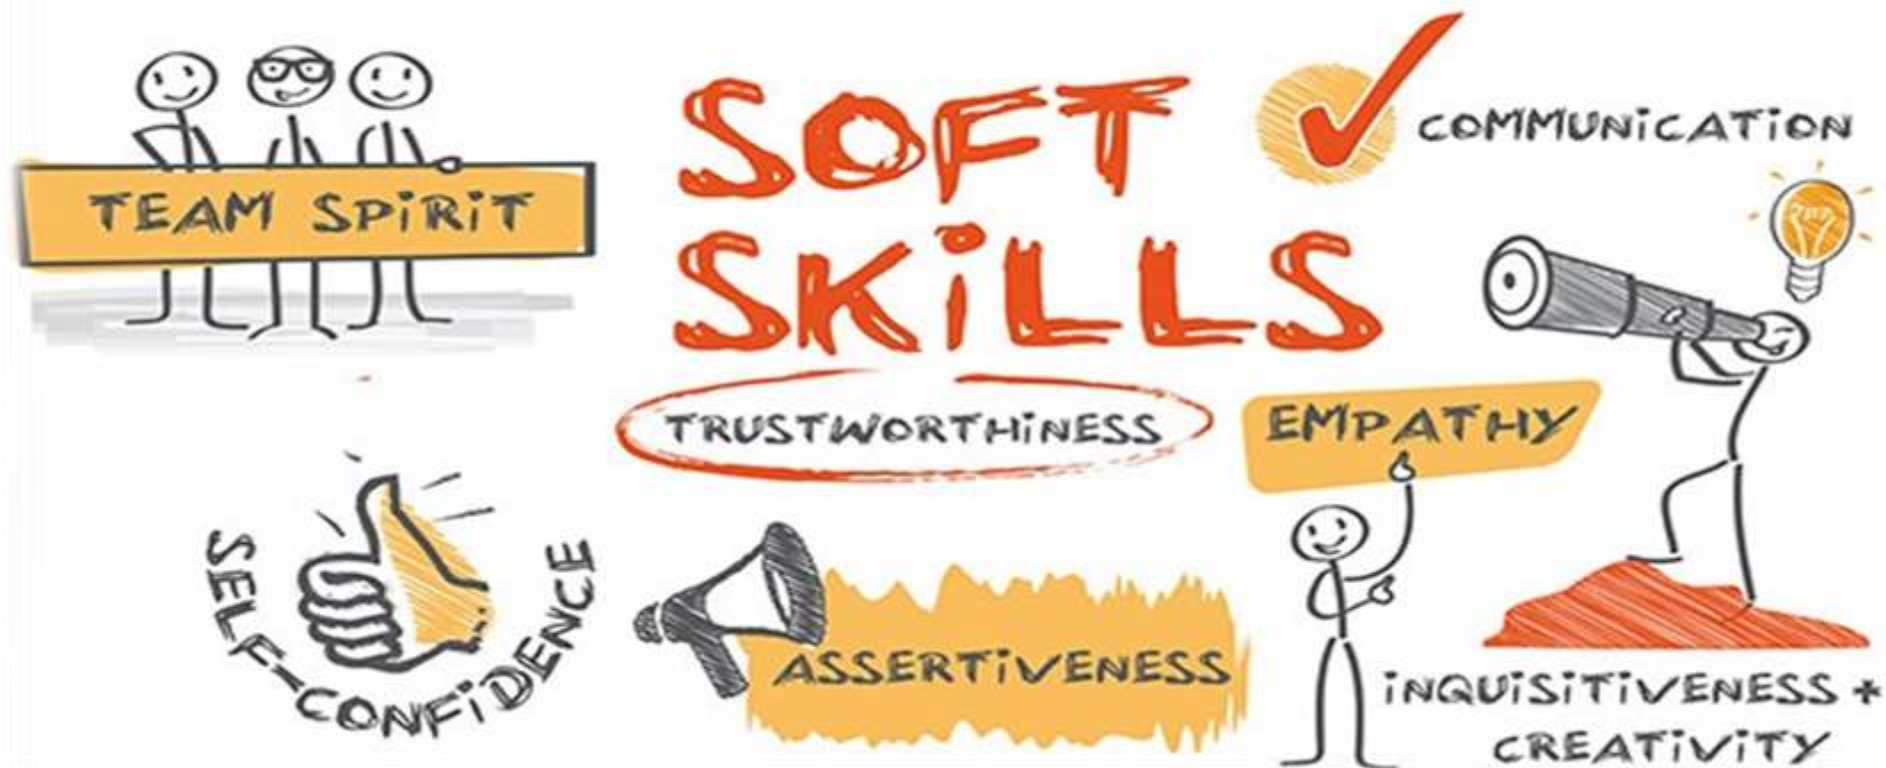 TEAM SPiRiT
SOFT
SKiLLS
COMMUNiCATiON
TRUSTWORTHiNESS
EMPATHY
SELF-CONFiDENCE
ASSERTiVENESS
iNQUiSiTiVENESS +
CREATiViTY